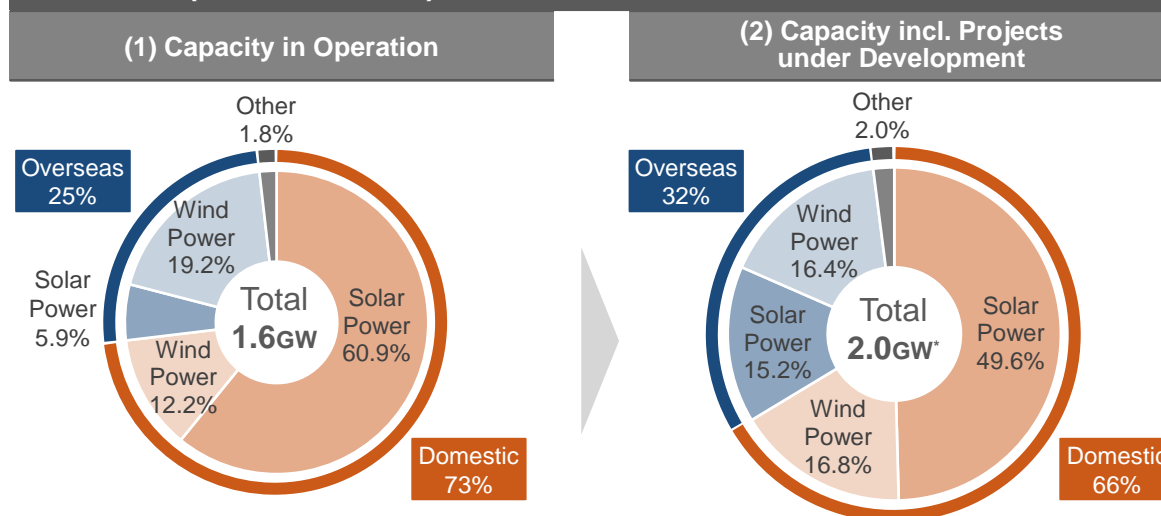 (1) Capacity in Operation
Other
1.8%
Overseas
25%
Wind
Power
19.2%
Solar
Power
5.9%
Total
1.6GW
Solar
Power
60.9%
Wind
Power
12.2%
Domestic
73%
(2) Capacity incl. Projects
under Development
Other
2.0%
Overseas
32%
Wind
Power
16.4%
Solar
Power
15.2%
Total
2.0GW*
Solar
Power
49.6%
Wind
Power
16.8%
Domestic
66%